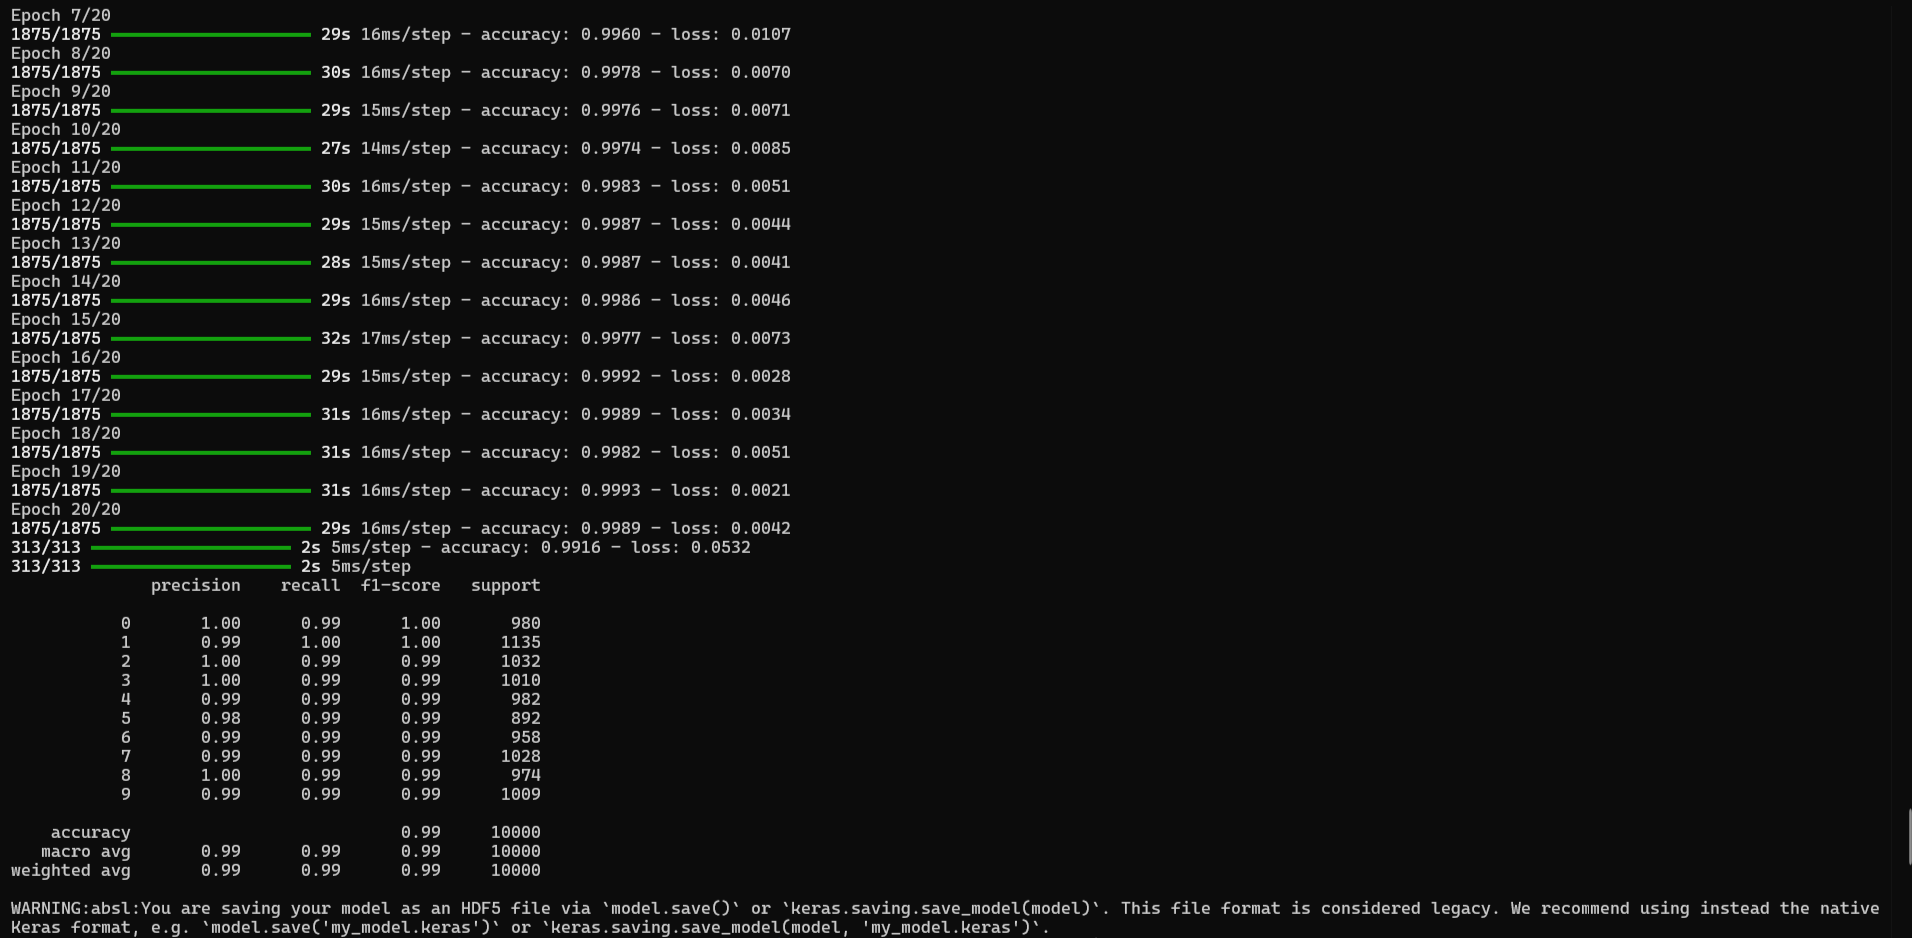 Epoch 7/20
1875/1875 ━━━━━━━━━━━━━━━━━━━━ 29s 16ms/step - accuracy: 0.9960 - loss: 0.0107
Epoch 8/20
1875/1875 ━━━━━━━━━━━━━━━━━━━━ 30s 16ms/step - accuracy: 0.9978 - loss: 0.0070
Epoch 9/20
1875/1875 ━━━━━━━━━━━━━━━━━━━━ 29s 15ms/step - accuracy: 0.9976 - loss: 0.0071
Epoch 10/20
1875/1875 ━━━━━━━━━━━━━━━━━━━━ 27s 14ms/step - accuracy: 0.9974 - loss: 0.0085
Epoch 11/20
1875/1875 ━━━━━━━━━━━━━━━━━━━━ 30s 16ms/step - accuracy: 0.9983 - loss: 0.0051
Epoch 12/20
1875/1875 ━━━━━━━━━━━━━━━━━━━━ 29s 15ms/step - accuracy: 0.9987 - loss: 0.0044
Epoch 13/20
1875/1875 ━━━━━━━━━━━━━━━━━━━━ 28s 15ms/step - accuracy: 0.9987 - loss: 0.0041
Epoch 14/20
1875/1875 ━━━━━━━━━━━━━━━━━━━━ 29s 16ms/step - accuracy: 0.9986 - loss: 0.0046
Epoch 15/20
1875/1875 ━━━━━━━━━━━━━━━━━━━━ 32s 17ms/step - accuracy: 0.9977 - loss: 0.0073
Epoch 16/20
1875/1875 ━━━━━━━━━━━━━━━━━━━━ 29s 15ms/step - accuracy: 0.9992 - loss: 0.0028
Epoch 17/20
1875/1875 ━━━━━━━━━━━━━━━━━━━━ 31s 16ms/step - accuracy: 0.9989 - loss: 0.0034
Epoch 18/20
1875/1875 ━━━━━━━━━━━━━━━━━━━━ 31s 16ms/step - accuracy: 0.9982 - loss: 0.0051
Epoch 19/20
1875/1875 ━━━━━━━━━━━━━━━━━━━━ 31s 16ms/step - accuracy: 0.9993 - loss: 0.0021
Epoch 20/20
1875/1875 ━━━━━━━━━━━━━━━━━━━━ 29s 16ms/step - accuracy: 0.9989 - loss: 0.0042
313/313 ━━━━━━━━━━━━━━━━━━━━ 2s 5ms/step - accuracy: 0.9916 - loss: 0.0532
313/313 ━━━━━━━━━━━━━━━━━━━━ 2s 5ms/step
              precision    recall  f1-score   support

           0       1.00      0.99      1.00       980
           1       0.99      1.00      1.00      1135
           2       1.00      0.99      0.99      1032
           3       1.00      0.99      0.99      1010
           4       0.99      0.99      0.99       982
           5       0.98      0.99      0.99       892
           6       0.99      0.99      0.99       958
           7       0.99      0.99      0.99      1028
           8       1.00      0.99      0.99       974
           9       0.99      0.99      0.99      1009

    accuracy                           0.99     10000
   macro avg       0.99      0.99      0.99     10000
weighted avg       0.99      0.99      0.99     10000

WARNING:absl:You are saving your model as an HDF5 file via `model.save()` or `keras.saving.save_model(model)`. This file format is considered legacy. We recommend using instead the native
Keras format, e.g. `model.save('my_model.keras')` or `keras.saving.save_model(model, 'my_model.keras')`.